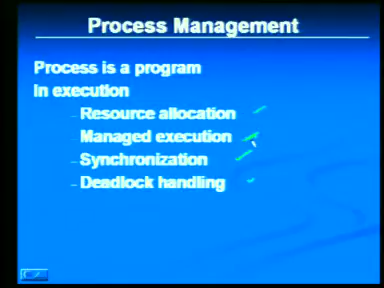 Process Management
Process is a program
In execution
- Resource allocation
Managed execution
- Synchronization
- Deadlock handling